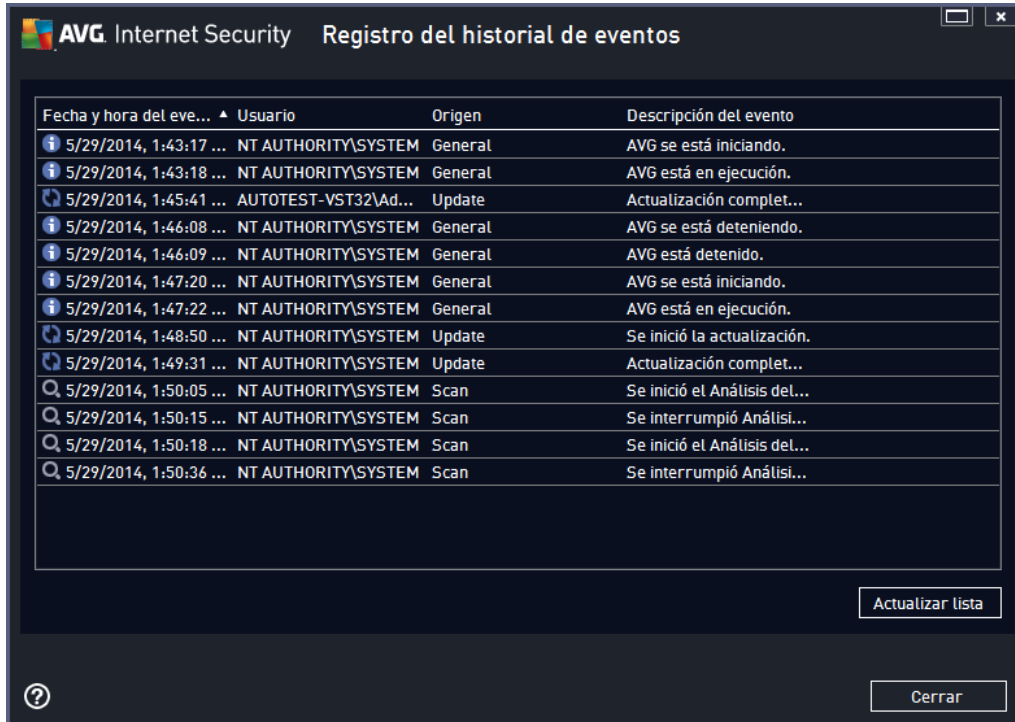 AVG Internet Security Registro del historial de eventos
Fecha y hora del eve... Usuario Origen Descripción del evento
5/29/2014, 1:43:17 ... NT AUTHORITY\SYSTEM General AVG se está iniciando.
5/29/2014, 1:43:18 ... NT AUTHORITY\SYSTEM General AVG está en ejecución.
5/29/2014, 1:45:41 ... AUTOTEST-VST32\Ad... Update Actualización complet...
5/29/2014, 1:46:08 ... NT AUTHORITY\SYSTEM General AVG se está deteniendo.
5/29/2014, 1:46:09 ... NT AUTHORITY\SYSTEM General AVG está detenido.
5/29/2014, 1:47:20 ... NT AUTHORITY\SYSTEM General AVG se está iniciando.
5/29/2014, 1:47:22 ... NT AUTHORITY\SYSTEM General AVG está en ejecución.
5/29/2014, 1:48:50 ... NT AUTHORITY\SYSTEM Update Se inició la actualización.
5/29/2014, 1:49:31 ... NT AUTHORITY\SYSTEM Update Actualización complet...
5/29/2014, 1:50:05 ... NT AUTHORITY\SYSTEM Scan Se inició el Análisis del...
5/29/2014, 1:50:15 ... NT AUTHORITY\SYSTEM Scan Se interrumpió Análisi...
5/29/2014, 1:50:18 ... NT AUTHORITY\SYSTEM Scan Se inició el Análisis del...
5/29/2014, 1:50:36 ... NT AUTHORITY\SYSTEM Scan Se interrumpió Análisi...
Actualizar lista
Cerrar